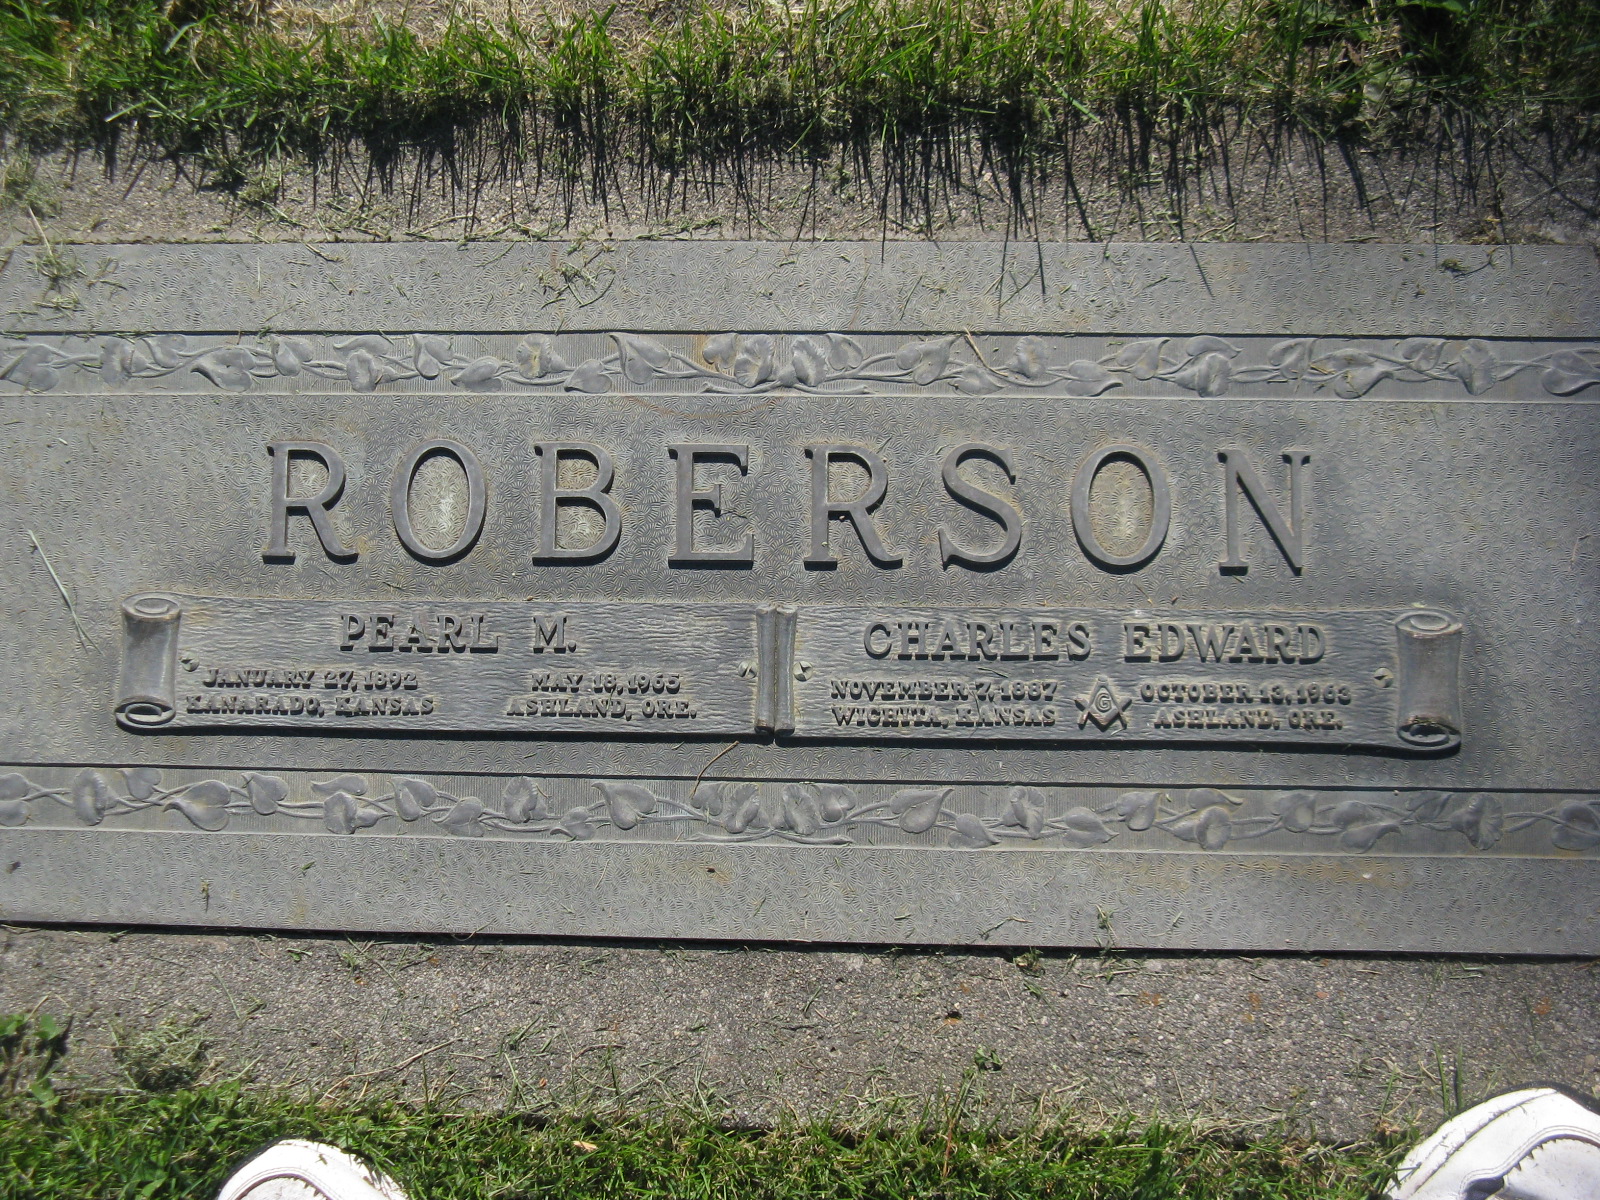 ROBERSON
PEARL M.
JANUARY 27, 1892
KANARADO, KANSAS
MAY 18, 1965
ASHLAND, ORE.
CHARLES EDWARD
NOVEMBER 7, 1887
WICHITA, KANSAS
G
OCTOBER 13, 1963
ASHLAND, ORE.